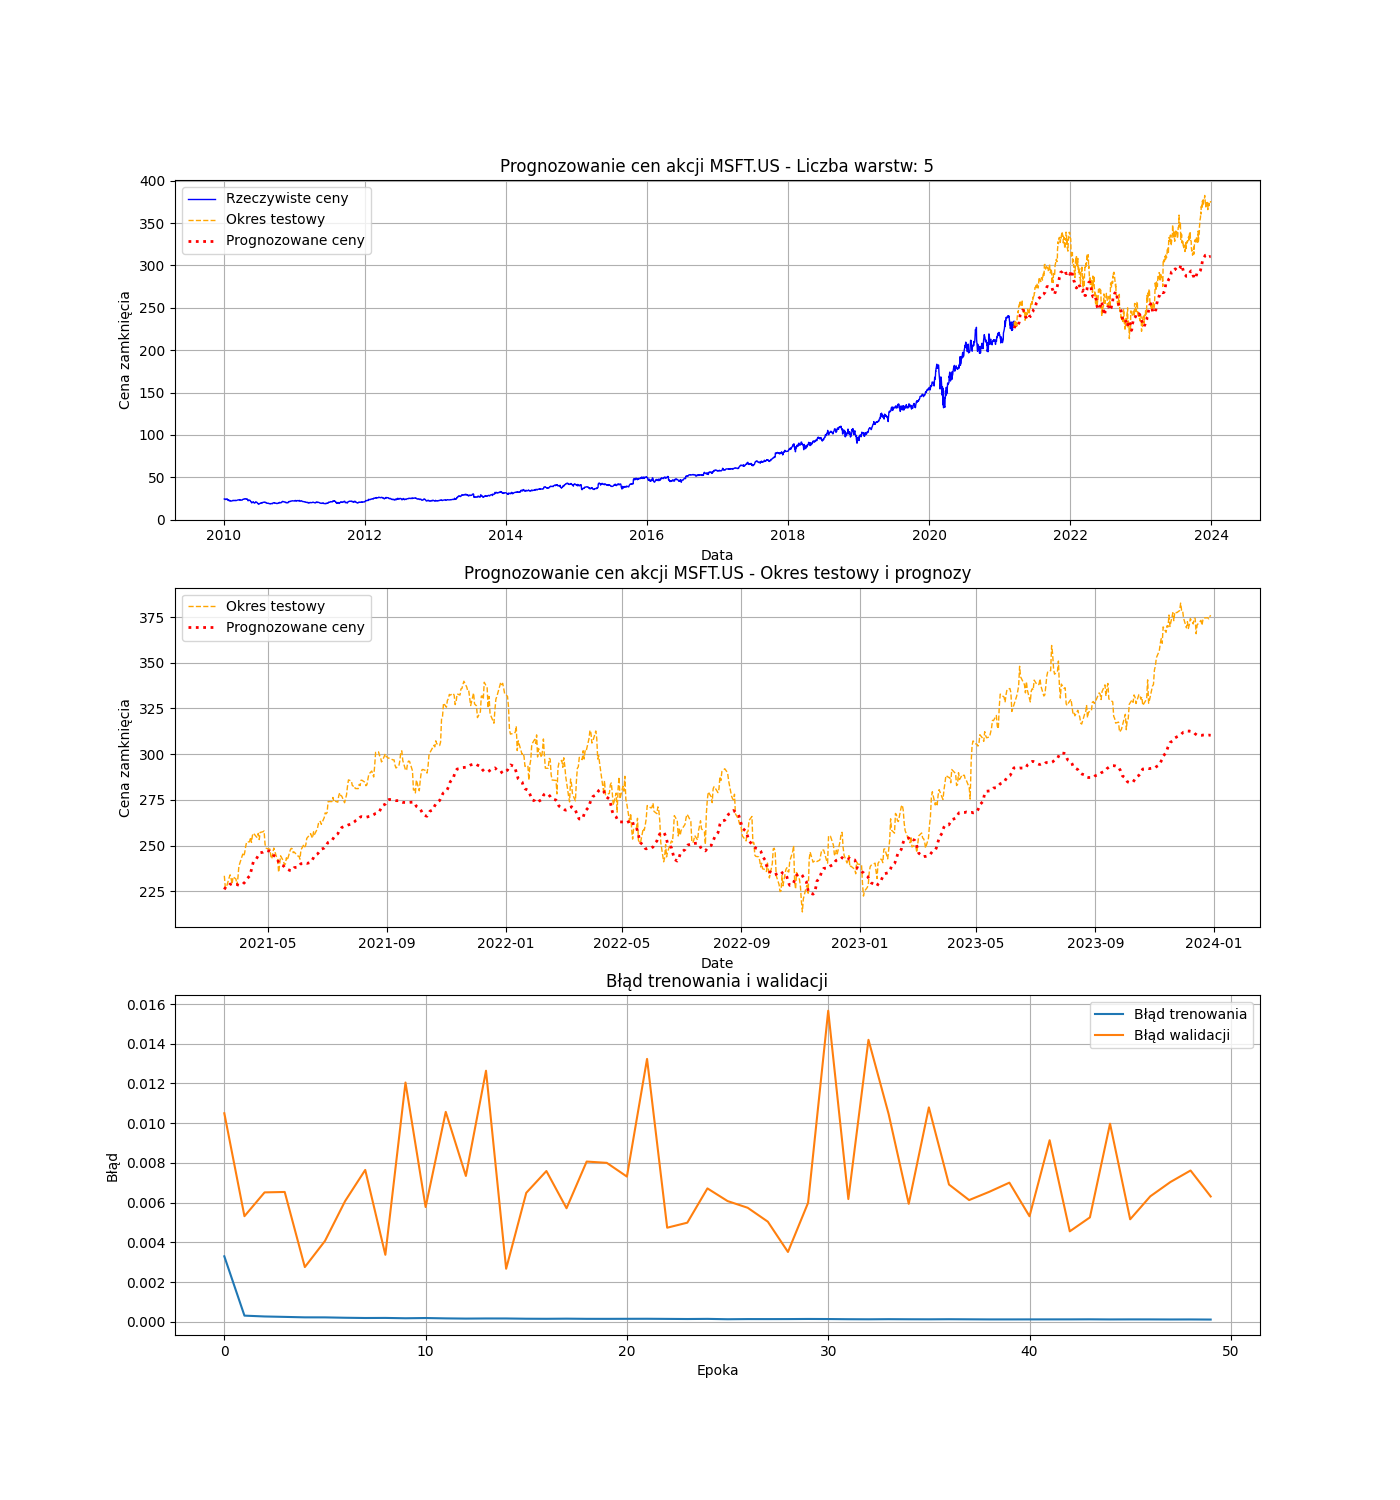 Prognozowanie cen akcji MSFT.US - Liczba warstw: 5
400
350
300
250
200
150
100
50
0
Cena zamknięcia
Rzeczywiste ceny
Okres testowy
Prognozowane ceny
2010 2012 2014 2016 2018 2020 2022 2024
Data
Prognozowanie cen akcji MSFT.US - Okres testowy i prognozy
375
350
325
300
275
250
225
Cena zamknięcia
Okres testowy
Prognozowane ceny
2021-05 2021-09 2022-01 2022-05 2022-09 2023-01 2023-05 2023-09 2024-01
Date
Błąd trenowania i walidacji
0.016
0.014
0.012
0.010
0.008
0.006
0.004
0.002
0.000
Błąd
Błąd trenowania
Błąd walidacji
0 10 20 30 40 50
Epoka